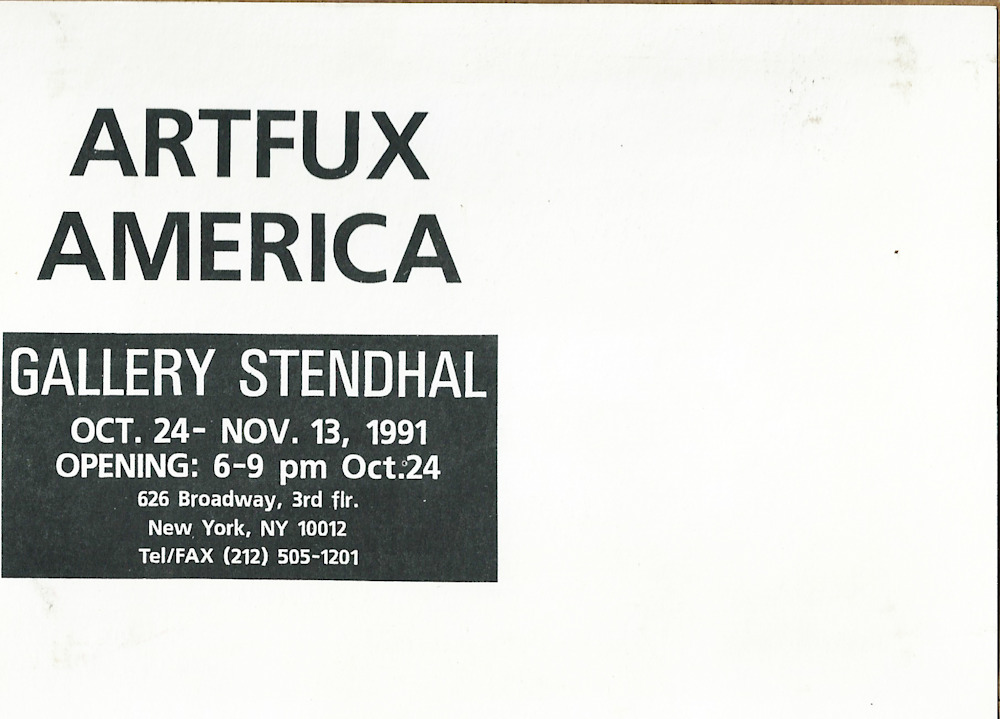 ARTFUX
AMERICA
GALLERY STENDHAL
OCT. 24- NOV. 13, 1991
OPENING: 6-9 pm Oct.24
626 Broadway, 3rd flr.
New York, NY 10012
Tel/FAX (212) 505-1201